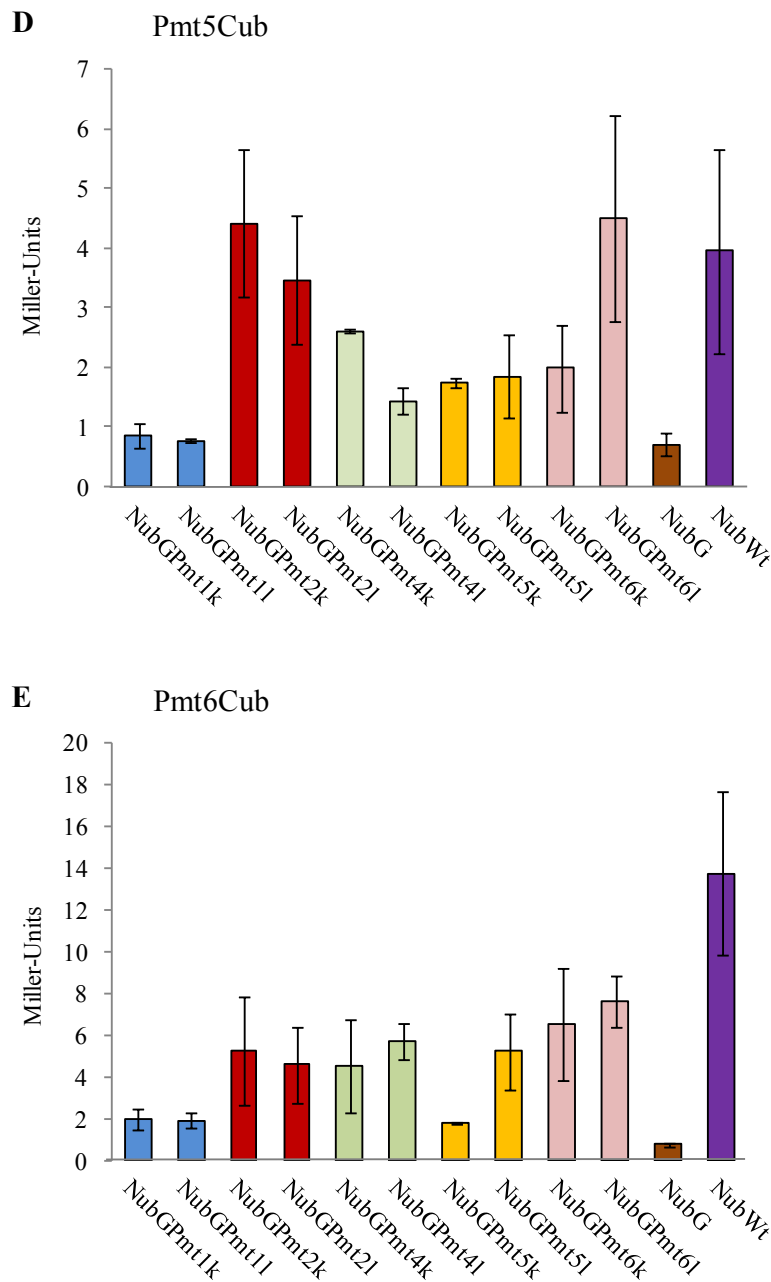 D Pmt5Cub
7
6
5
4
3
2
1
0
Miller-Units
NubGPmt1k
NubGPmt1l
NubGPmt2k
NubGPmt2l
NubGPmt4k
NubGPmt4l
NubGPmt5k
NubGPmt5l
NubGPmt6k
NubGPmt6l
NubG
NubWt
E Pmt6Cub
20
18
16
14
12
10
8
6
4
2
0
Miller-Units
NubGPmt1k
NubGPmt1l
NubGPmt2k
NubGPmt2l
NubGPmt4k
NubGPmt4l
NubGPmt5k
NubGPmt5l
NubGPmt6k
NubGPmt6l
NubG
NubWt